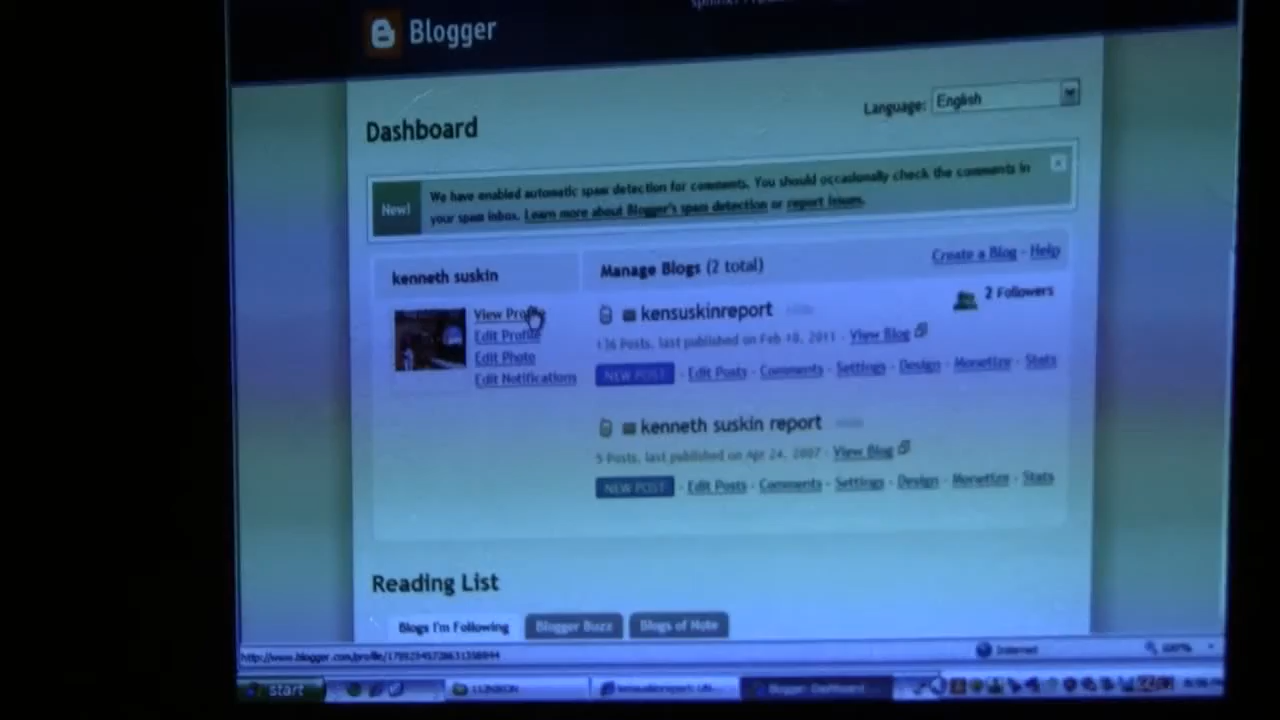 Blogger
Language: English
Dashboard
New! We have enabled automatic spam detection for comments. You should occasionally check the comments in
your spam inbox. Learn more about Blogger's spam detection or report issues.
kenneth suskin
Manage Blogs (2 total)
Create a Blog - Help
View Profile
Edit Profile
Edit Photo
Edit Notifications
kensuskinreport
2 Followers
136 Posts, last published on Feb 18, 2011 - View Blog
NEW POST - Edit Posts - Comments - Settings - Design - Monetize - Stats
kenneth suskin report
5 Posts, last published on Apr 24, 2007 - View Blog
NEW POST - Edit Posts - Comments - Settings - Design - Monetize - Stats
Reading List
Blogs I'm Following
Blogger Buzz
Blogs of Note
Internet
100%
start
Blogger: Dashboard